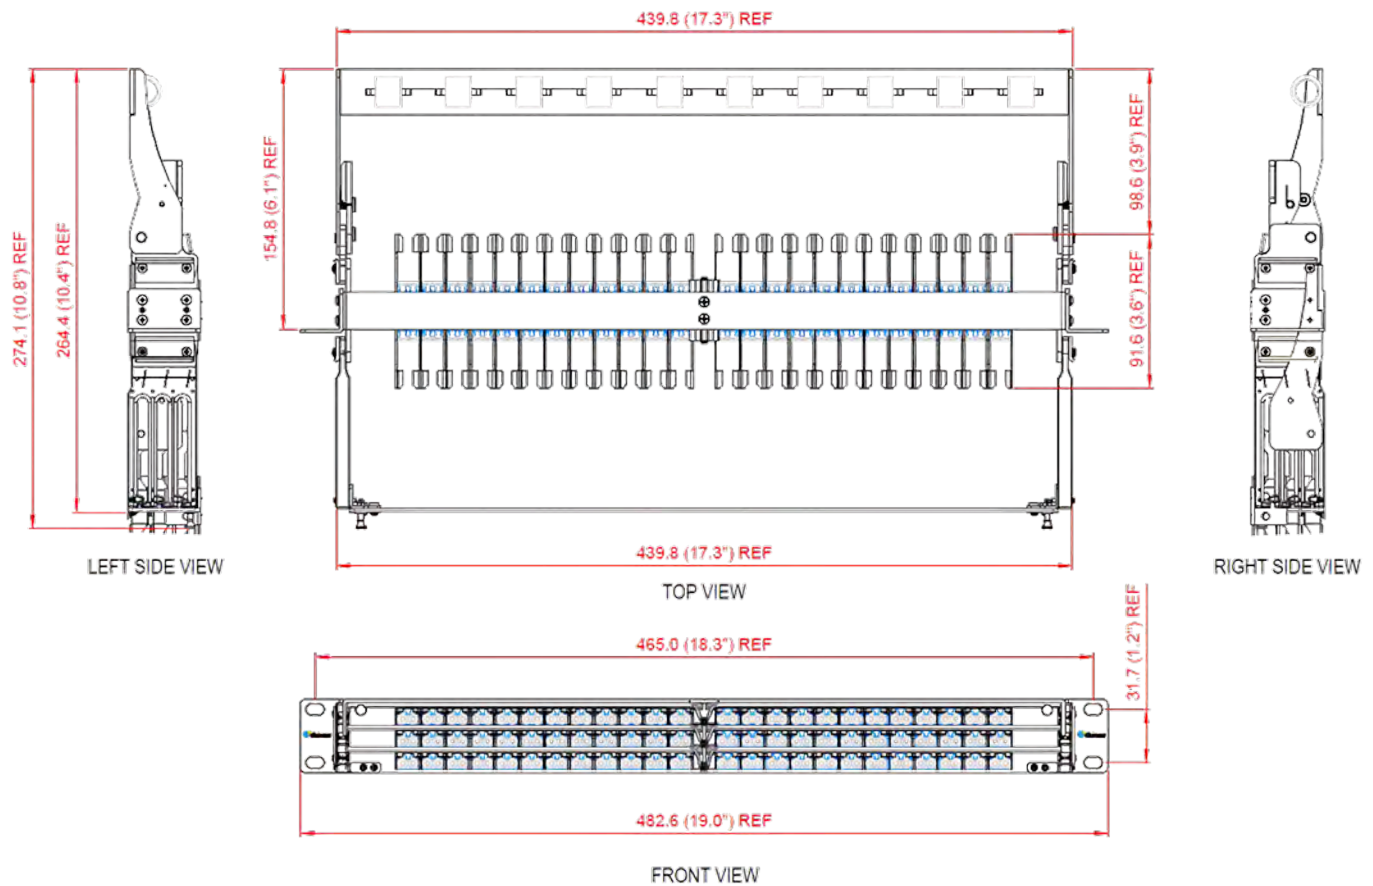 439.8 (17.3") REF
274.1 (10.8") REF
264.4 (10.4") REF
154.8 (6.1") REF
98.6 (3.9") REF
91.6 (3.6") REF
LEFT SIDE VIEW
439.8 (17.3") REF
TOP VIEW
RIGHT SIDE VIEW
465.0 (18.3") REF
31.7 (1.2") REF
482.6 (19.0") REF
FRONT VIEW